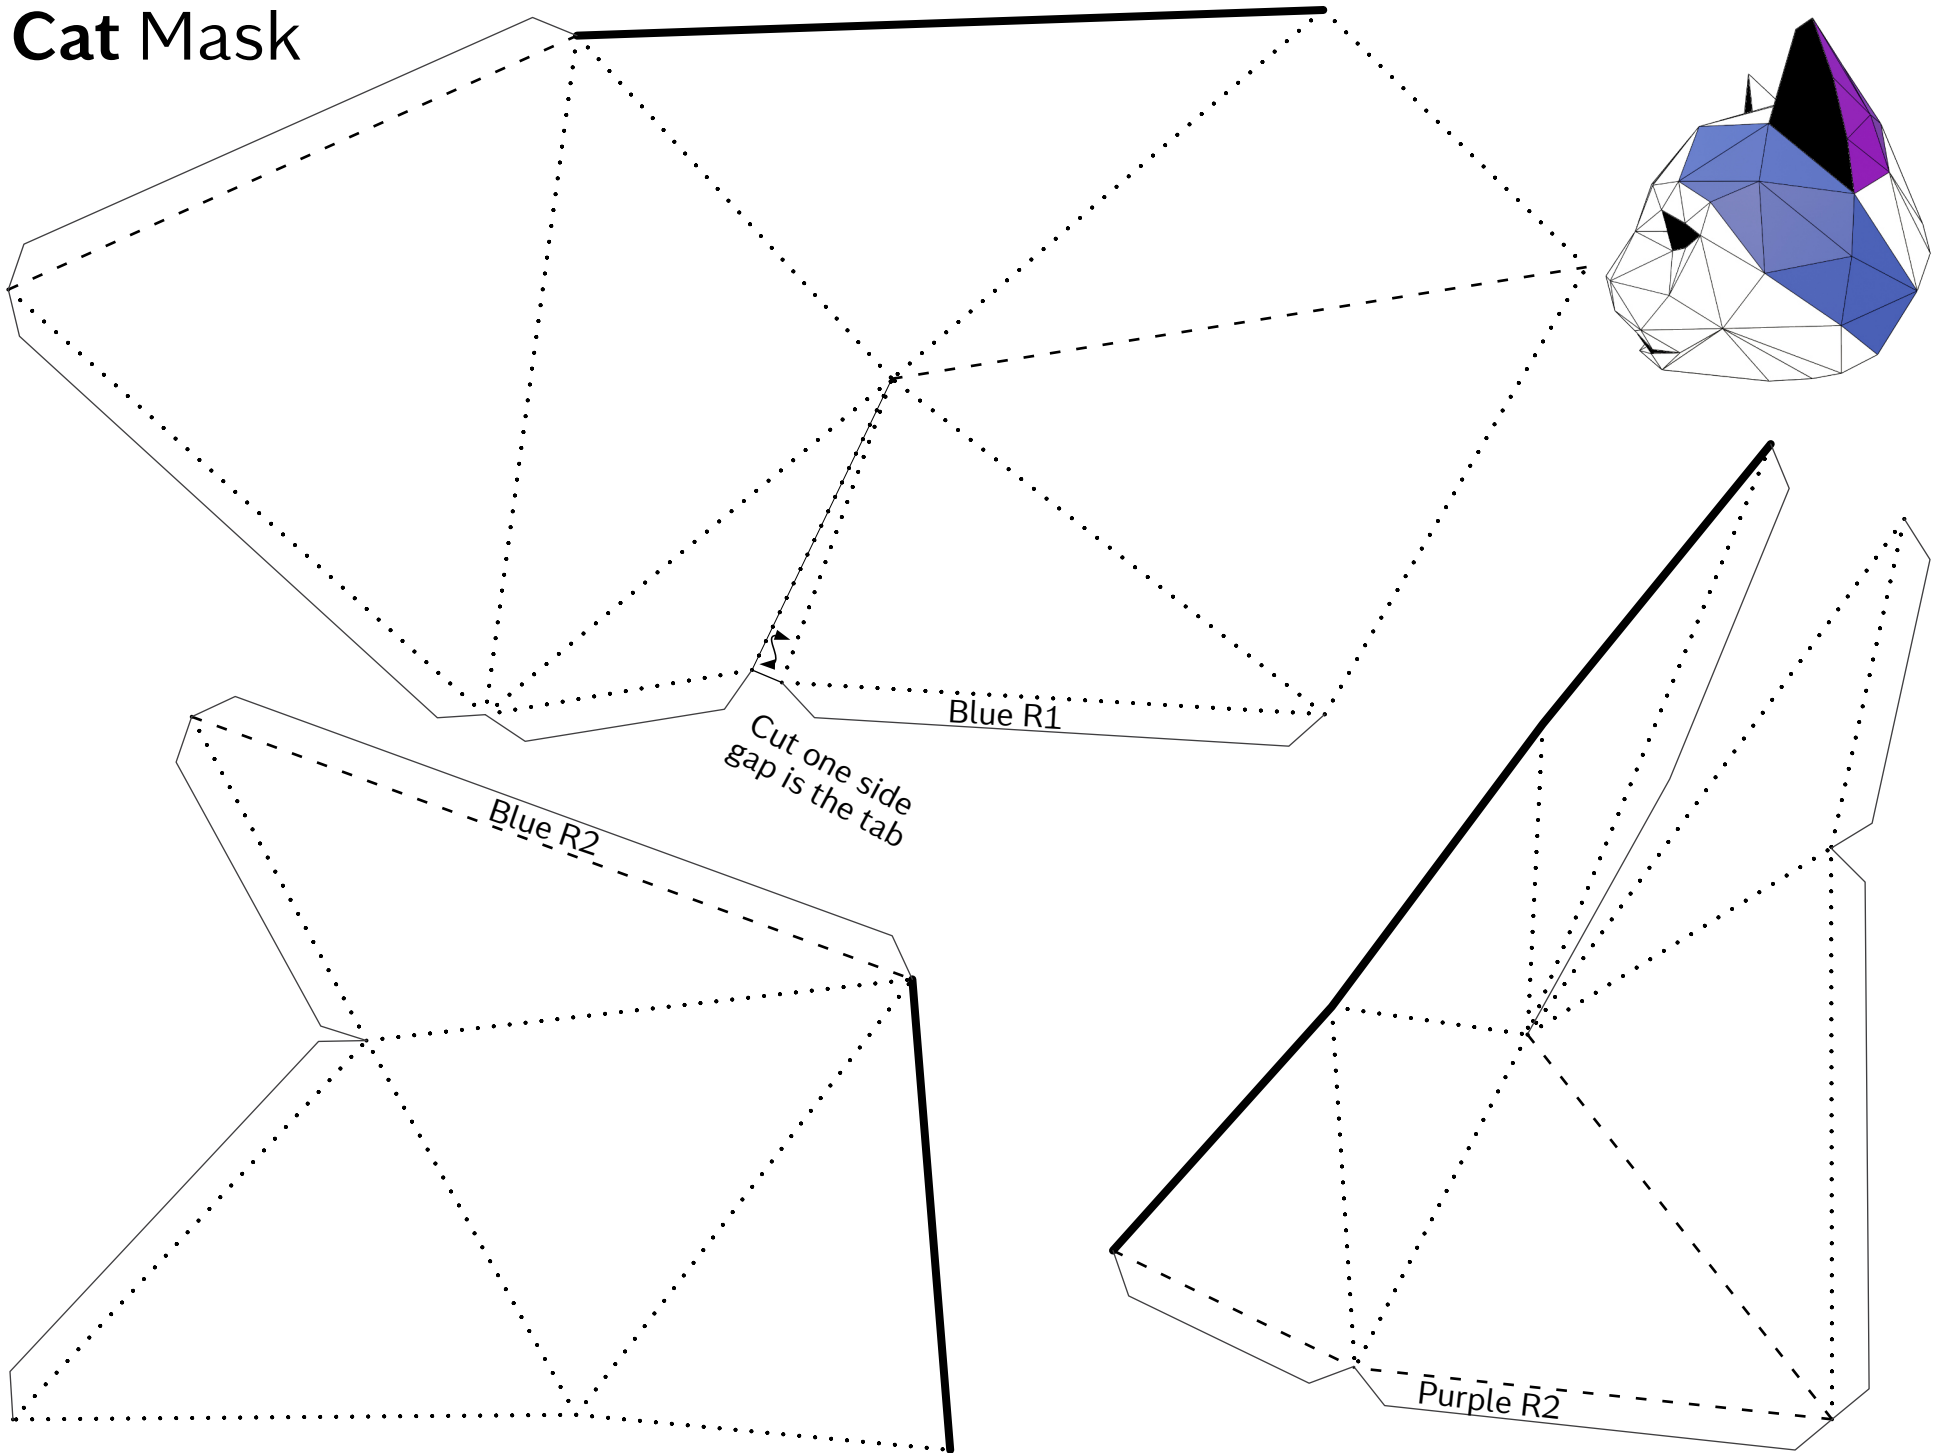 Cat Mask
Blue R1
Cut one side
gap is the tab
Blue R2
Purple R2